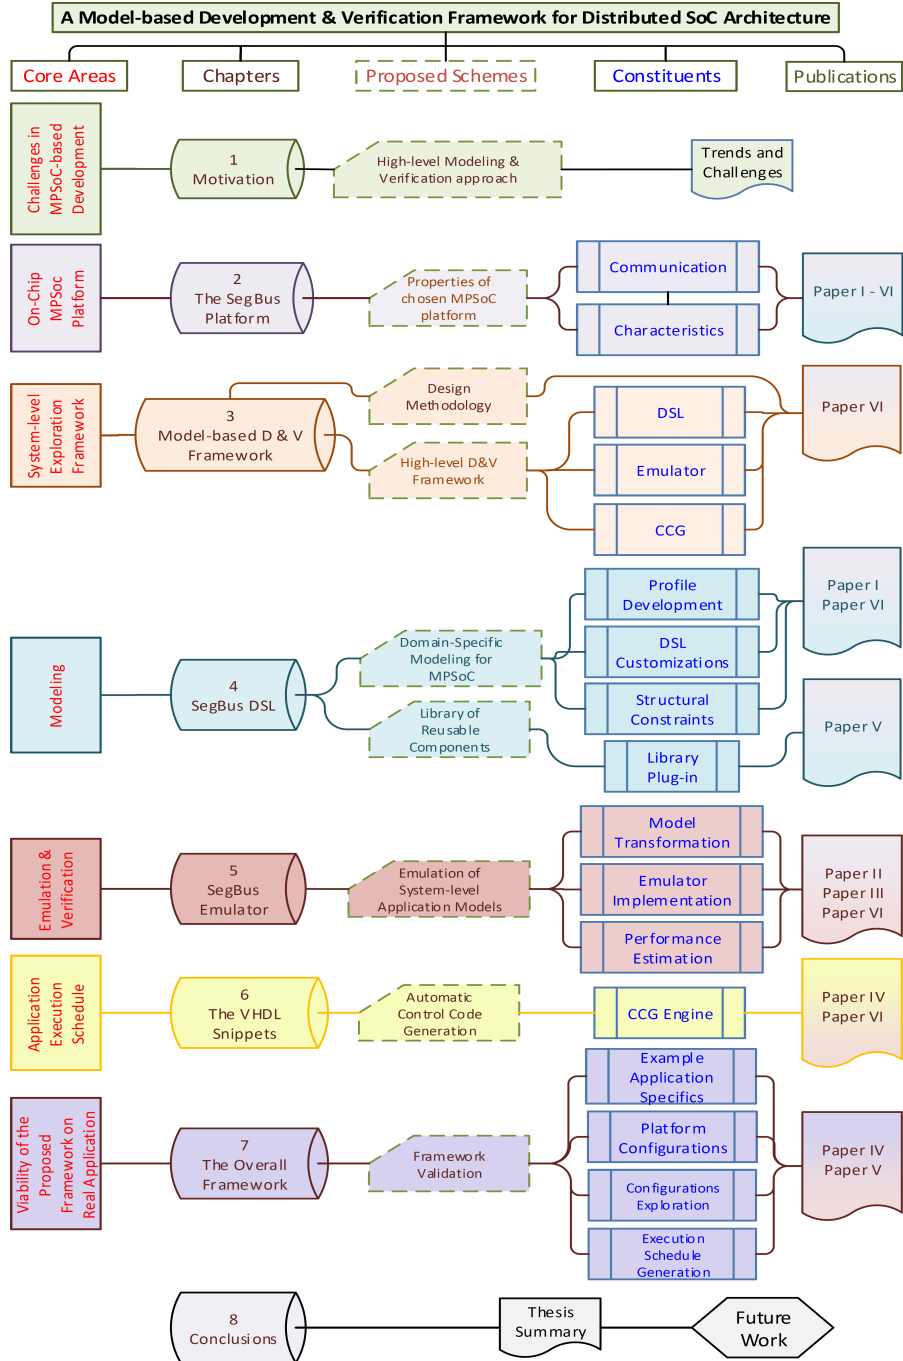 A Model-based Development & Verification Framework for Distributed SoC Architecture
Core Areas
Chapters
Proposed Schemes
Constituents
Publications
Challenges in
MPSoC-based
Development
1
Motivation
High-level Modeling &
Verification approach
Trends and
Challenges
On-Chip
MPSoc
Platform
2
The SegBus
Platform
Properties of
chosen MPSoC
platform
Communication
Characteristics
Paper I - VI
System-level
Exploration
Framework
3
Model-based D & V
Framework
Design
Methodology
High-level D&V
Framework
DSL
Emulator
CCG
Paper VI
Modeling
4
SegBus DSL
Domain-Specific
Modeling for
MPSoC
Library of
Reusable
Components
Profile
Development
DSL
Customizations
Structural
Constraints
Library
Plug-in
Paper I
Paper VI
Paper V
Emulation &
Verification
5
SegBus
Emulator
Emulation of
System-level
Application Models
Model
Transformation
Emulator
Implementation
Performance
Estimation
Paper II
Paper III
Paper VI
Application
Execution
Schedule
6
The VHDL
Snippets
Automatic
Control Code
Generation
CCG Engine
Paper IV
Paper VI
Viability of the
Proposed
Framework on
Real Application
7
The Overall
Framework
Framework
Validation
Example
Application
Specifics
Platform
Configurations
Configurations
Exploration
Execution
Schedule
Generation
Paper IV
Paper V
8
Conclusions
Thesis
Summary
Future
Work